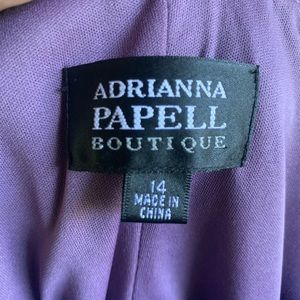 ADRIANNA
PAPELL
BOUTIQUE
14
MADE IN
CHINA